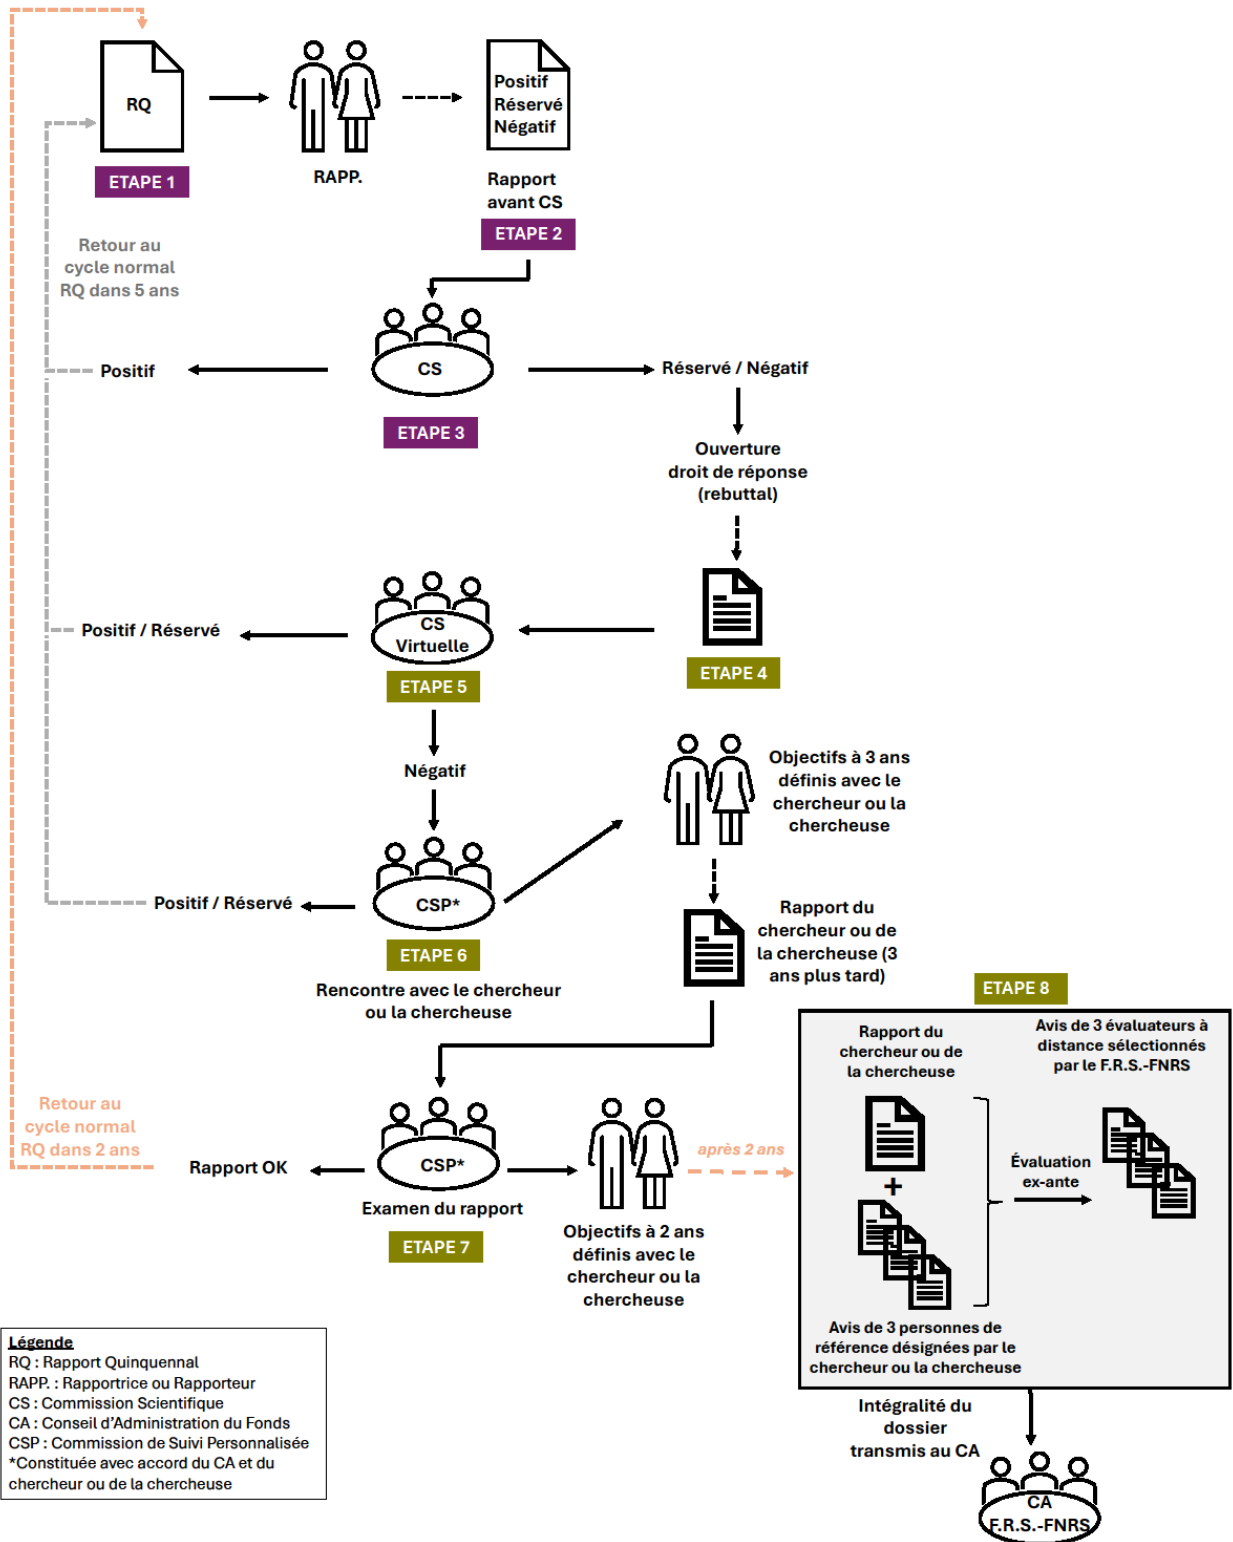 RQ
ETAPE 1
RAPP.
Positif
Réservé
Négatif
Rapport
avant CS
ETAPE 2
Retour au
cycle normal
RQ dans 5 ans
CS
Positif
Réservé / Négatif
ETAPE 3
Ouverture
droit de réponse
(rebuttal)
CS
Virtuelle
Positif / Réservé
ETAPE 4
ETAPE 5
Négatif
Objectifs à 3 ans
définis avec le
chercheur ou la
chercheuse
CSP*
Positif / Réservé
ETAPE 6
Rencontre avec le chercheur
ou la chercheuse
Rapport du
chercheur ou de
la chercheuse (3
ans plus tard)
ETAPE 8
Rapport du
chercheur ou de
la chercheuse
Avis de 3 évaluateurs à
distance sélectionnés
par le F.R.S.-FNRS
+
Évaluation
ex-ante
Avis de 3 personnes de
référence désignées par le
chercheur ou la chercheuse
Retour au
cycle normal
RQ dans 2 ans
Rapport OK
CSP*
Examen du rapport
ETAPE 7
après 2 ans
Objectifs à 2 ans
définis avec le
chercheur ou la
chercheuse
Légende
RQ : Rapport Quinquennal
RAPP. : Rapportrice ou Rapporteur
CS : Commission Scientifique
CA : Conseil d'Administration du Fonds
CSP : Commission de Suivi Personnalisée
*Constituée avec accord du CA et du
chercheur ou de la chercheuse
Intégralité du
dossier
transmis au CA
CA
F.R.S.-FNRS